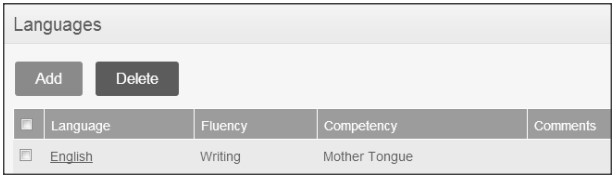 Languages
Add Delete
Language Fluency Competency Comments
English Writing Mother Tongue